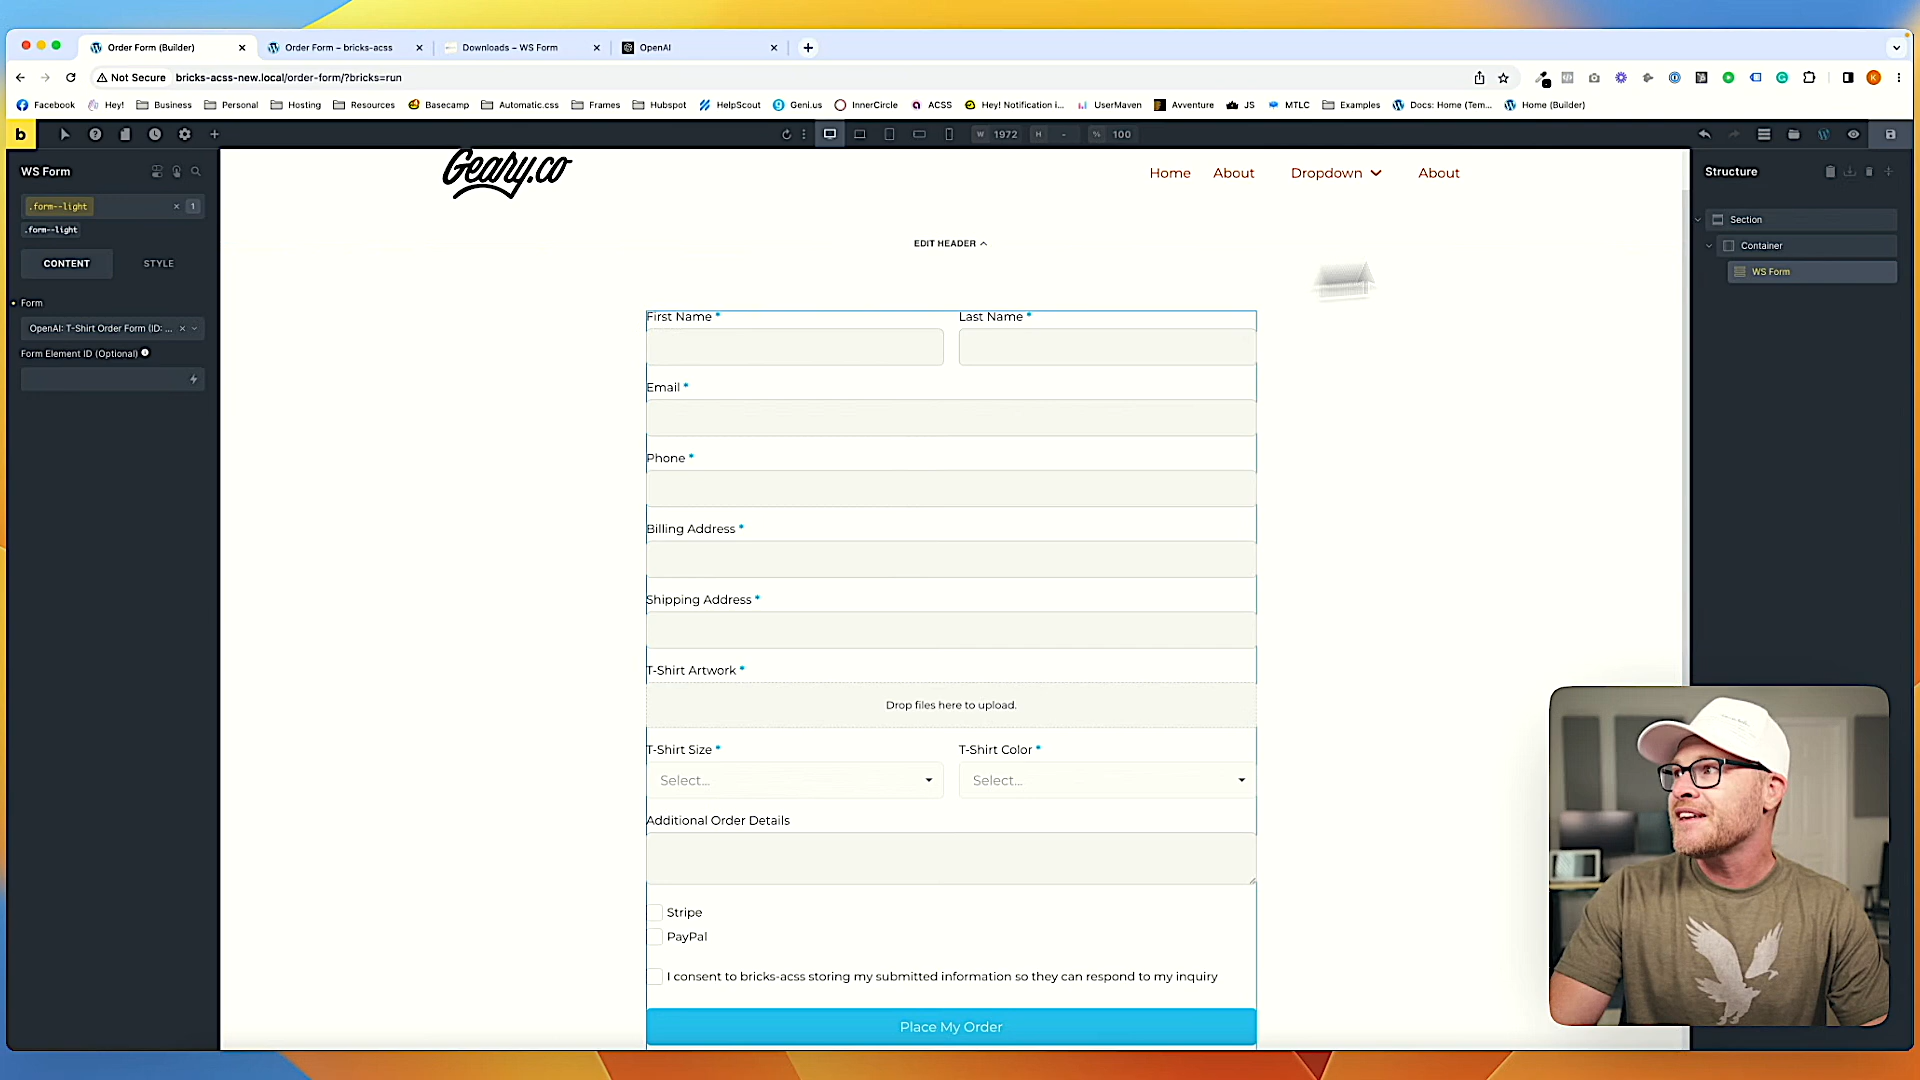 Order Form (Builder)
Order Form – bricks-acss
Downloads – WS Form
OpenAI
Not Secure
bricks-acss-new.local/order-form/?bricks=run
Facebook
Hey!
Business
Personal
Hosting
Resources
Basecamp
Automatic.css
Frames
Hubspot
HelpScout
Geni.us
InnerCircle
ACSS
Hey! Notification i...
UserMaven
Avventure
JS
MTLC
Examples
Docs: Home (Tem...
Home (Builder)
b
W 1972 H - % 100
WS Form
.form--light × 1
.form--light
CONTENT STYLE
Form
OpenAI: T-Shirt Order Form (ID: ...
Form Element ID (Optional)
Geary.co
Home About Dropdown About
EDIT HEADER
First Name *
Last Name *
Email *
Phone *
Billing Address *
Shipping Address *
T-Shirt Artwork *
Drop files here to upload.
T-Shirt Size *
T-Shirt Color *
Select...
Select...
Additional Order Details
Stripe
PayPal
I consent to bricks-acss storing my submitted information so they can respond to my inquiry
Place My Order
Structure
Section
Container
WS Form